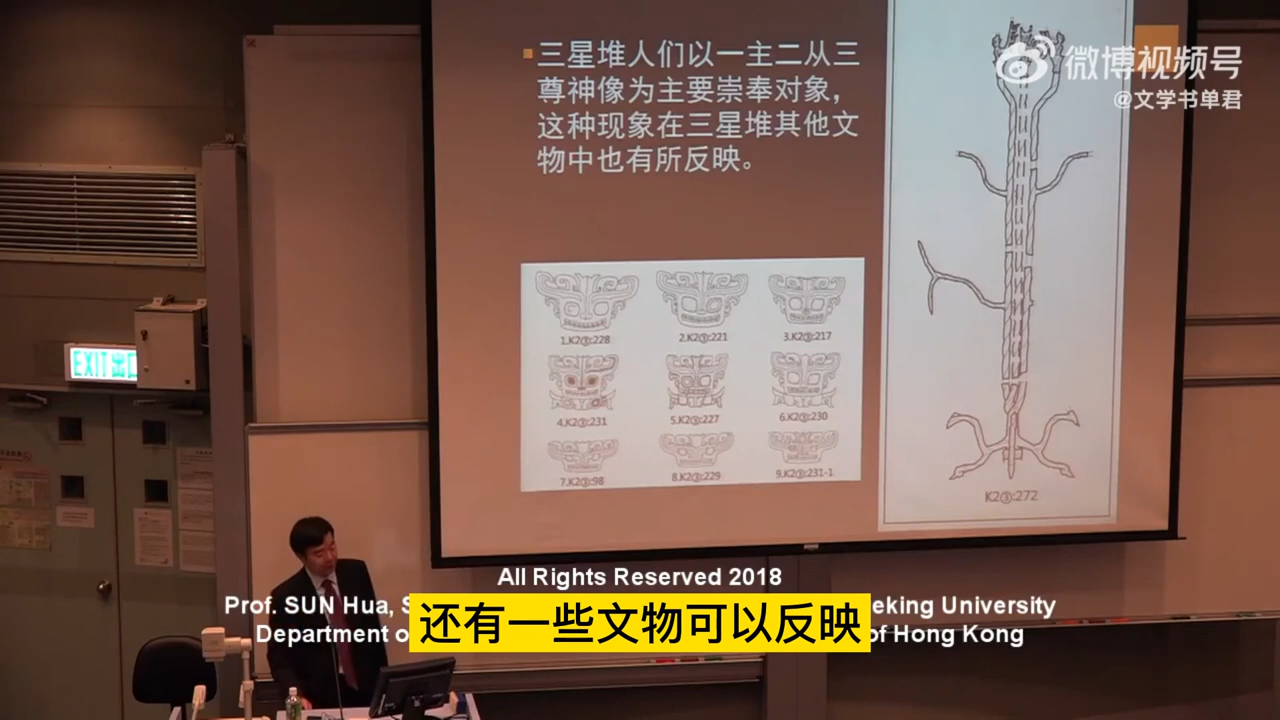 三星堆人们以一主二从三
尊神像为主要崇奉对象，
这种现象在三星堆其他文
物中也有所反映。
微博视频号
@文学书单君
1.K2③:228
2.K2③:221
3.K2③:217
4.K2③:231
5.K2③:227
6.K2③:230
7.K2③:98
8.K2③:229
9.K2③:231-1
K2③:272
EXIT 出口
All Rights Reserved 2018
Prof. SUN Hua, S
eking University
Department o
of Hong Kong
还有一些文物可以反映